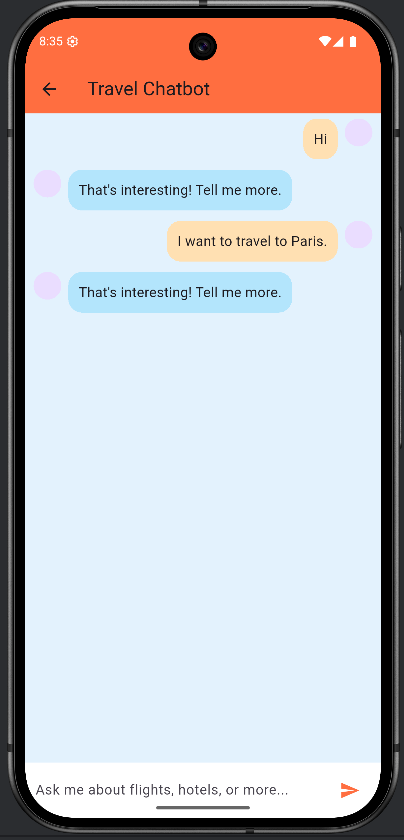 8:35
Travel Chatbot
Hi
That's interesting! Tell me more.
I want to travel to Paris.
That's interesting! Tell me more.
Ask me about flights, hotels, or more...